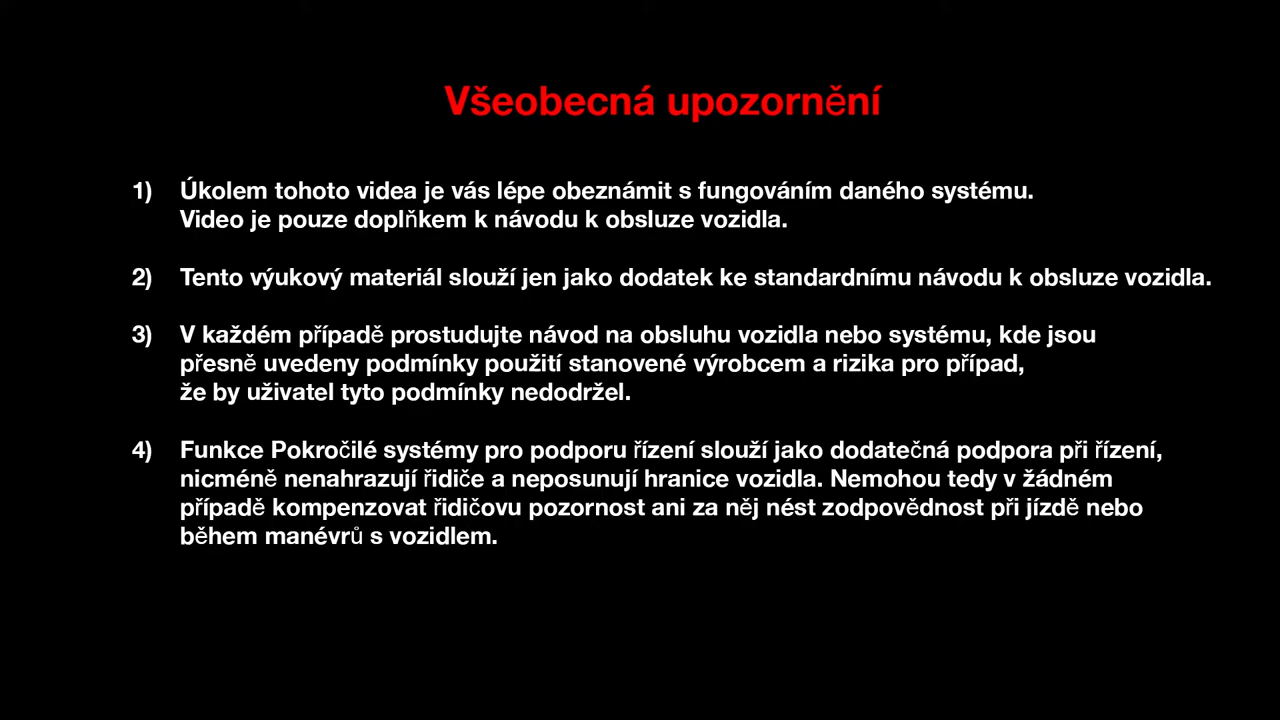 Všeobecná upozornění
1) Úkolem tohoto videa je vás lépe obeznámit s fungováním daného systému.
Video je pouze doplňkem k návodu k obsluze vozidla.
2) Tento výukový materiál slouží jen jako dodatek ke standardnímu návodu k obsluze vozidla.
3) V každém případě prostudujte návod na obsluhu vozidla nebo systému, kde jsou
přesně uvedeny podmínky použití stanovené výrobcem a rizika pro případ,
že by uživatel tyto podmínky nedodržel.
4) Funkce Pokročilé systémy pro podporu řízení slouží jako dodatečná podpora při řízení,
nicméně nenahrazují řidiče a neposunují hranice vozidla. Nemohou tedy v žádném
případě kompenzovat řidičovu pozornost ani za něj nést zodpovědnost při jízdě nebo
během manévrů s vozidlem.